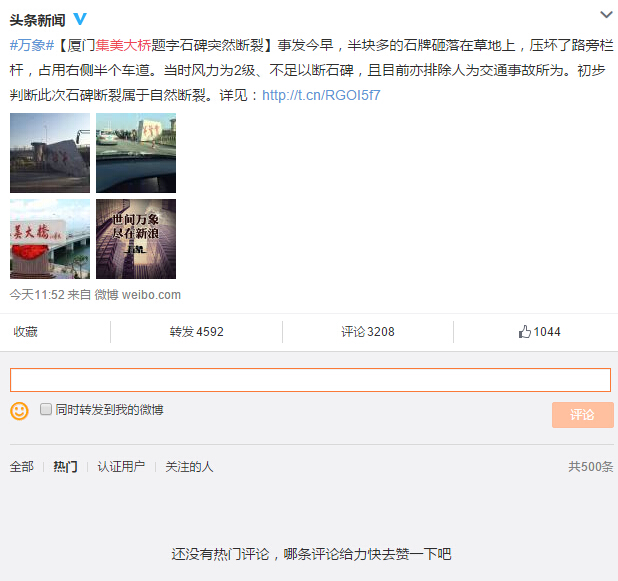 头条新闻
#万象#【厦门集美大桥题字石碑突然断裂】事发今早，半块多的石牌砸落在草地上，压坏了路旁栏
杆，占用右侧半个车道。当时风力为2级、不足以断石碑，且目前亦排除人为交通事故所为。初步
判断此次石碑断裂属于自然断裂。详见：http://t.cn/RGOI5f7
美大橋
世间万象
尽在新浪
今天11:52 来自 微博 weibo.com
收藏
转发 4592
评论 3208
1044
同时转发到我的微博
评论
全部
热门
认证用户
关注的人
共500条
还没有热门评论，哪条评论给力快去赞一下吧